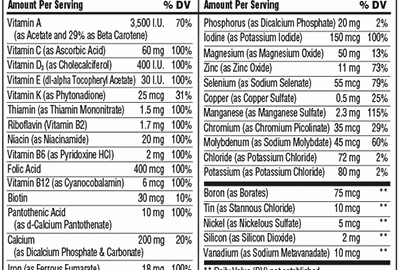 Amount Per Serving % DV
Vitamin A 3,500 I.U. 70%
(as Acetate and 29% as Beta Carotene)
Vitamin C (as Ascorbic Acid) 60 mg 100%
Vitamin D₃ (as Cholecalciferol) 400 I.U. 100%
Vitamin E (dl-alpha Tocopheryl Acetate) 30 I.U. 100%
Vitamin K (as Phytonadione) 25 mcg 31%
Thiamin (as Thiamin Mononitrate) 1.5 mg 100%
Riboflavin (Vitamin B2) 1.7 mg 100%
Niacin (as Niacinamide) 20 mg 100%
Vitamin B6 (as Pyridoxine HCl) 2 mg 100%
Folic Acid 400 mcg 100%
Vitamin B12 (as Cyanocobalamin) 6 mcg 100%
Biotin 30 mcg 10%
Pantothenic Acid 10 mg 100%
(as d-Calcium Pantothenate)
Calcium 200 mg 20%
(as Dicalcium Phosphate & Carbonate)
Iron (as Ferrous Fumarate) 18 mg 100%
Amount Per Serving % DV
Phosphorus (as Dicalcium Phosphate) 20 mg 2%
Iodine (as Potassium Iodide) 150 mcg 100%
Magnesium (as Magnesium Oxide) 50 mg 13%
Zinc (as Zinc Oxide) 11 mg 73%
Selenium (as Sodium Selenate) 55 mcg 79%
Copper (as Copper Sulfate) 0.5 mg 25%
Manganese (as Manganese Sulfate) 2.3 mg 115%
Chromium (as Chromium Picolinate) 35 mcg 29%
Molybdenum (as Sodium Molybdate) 45 mcg 60%
Chloride (as Potassium Chloride) 72 mg 2%
Potassium (as Potassium Chloride) 80 mg 2%
Boron (as Borates) 75 mcg **
Tin (as Stannous Chloride) 10 mcg **
Nickel (as Nickelous Sulfate) 5 mcg **
Silicon (as Silicon Dioxide) 2 mg **
Vanadium (as Sodium Metavanadate) 10 mcg **
** Daily Value (DV) not established